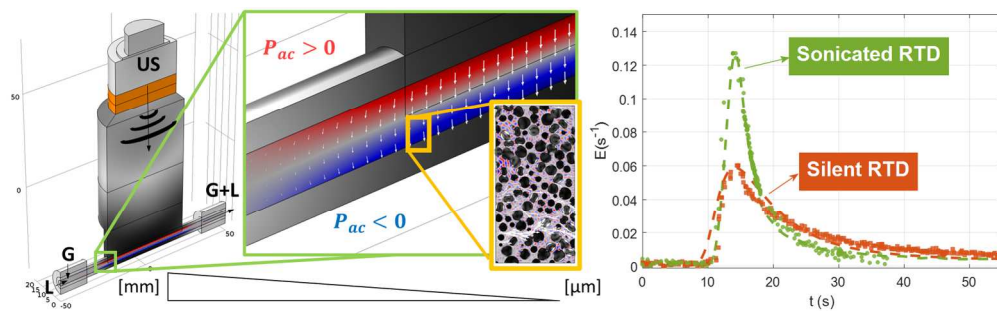 US
50
0
G+L
50
G
0
20
15
10
5
0
-50
L
[mm]
[µm]
P_ac > 0
P_ac < 0
E(s⁻¹)
0.14
0.12
0.1
0.08
0.06
0.04
0.02
0
Sonicated RTD
Silent RTD
0 10 20 30 40 50
t (s)